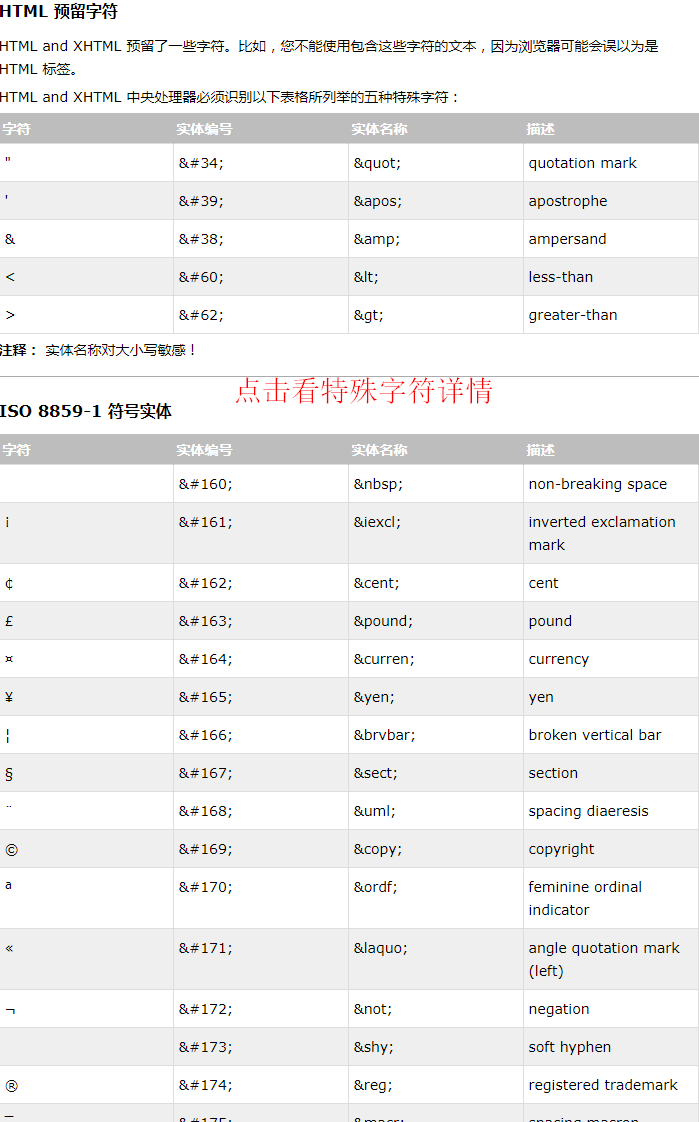 HTML 预留字符
HTML and XHTML 预留了一些字符。比如，您不能使用包含这些字符的文本，因为浏览器可能会误以为是
HTML 标签。
HTML and XHTML 中央处理器必须识别以下表格所列举的五种特殊字符：
字符 实体编号 实体名称 描述
" &#34; &quot; quotation mark
' &#39; &apos; apostrophe
& &#38; &amp; ampersand
< &#60; &lt; less-than
> &#62; &gt; greater-than
注释： 实体名称对大小写敏感！
点击看特殊字符详情
ISO 8859-1 符号实体
字符 实体编号 实体名称 描述
&#160; &nbsp; non-breaking space
¡ &#161; &iexcl; inverted exclamation
mark
¢ &#162; &cent; cent
£ &#163; &pound; pound
¤ &#164; &curren; currency
¥ &#165; &yen; yen
¦ &#166; &brvbar; broken vertical bar
§ &#167; &sect; section
¨ &#168; &uml; spacing diaeresis
© &#169; &copy; copyright
ª &#170; &ordf; feminine ordinal
indicator
« &#171; &laquo; angle quotation mark
(left)
¬ &#172; &not; negation
&#173; &shy; soft hyphen
® &#174; &reg; registered trademark
¯ &#175; &macr; spacing macron